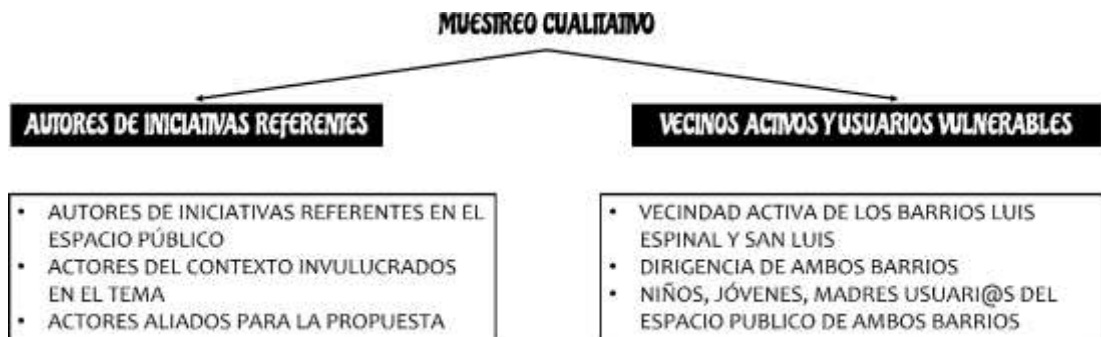 MUESTREO CUALITATIVO
AUTORES DE INICIATIVAS REFERENTES
• AUTORES DE INICIATIVAS REFERENTES EN EL
ESPACIO PÚBLICO
• ACTORES DEL CONTEXTO INVULUCRADOS
EN EL TEMA
• ACTORES ALIADOS PARA LA PROPUESTA
VECINOS ACTIVOS Y USUARIOS VULNERABLES
• VECINDAD ACTIVA DE LOS BARRIOS LUIS
ESPINAL Y SAN LUIS
• DIRIGENCIA DE AMBOS BARRIOS
• NIÑOS, JÓVENES, MADRES USUARI@S DEL
ESPACIO PUBLICO DE AMBOS BARRIOS